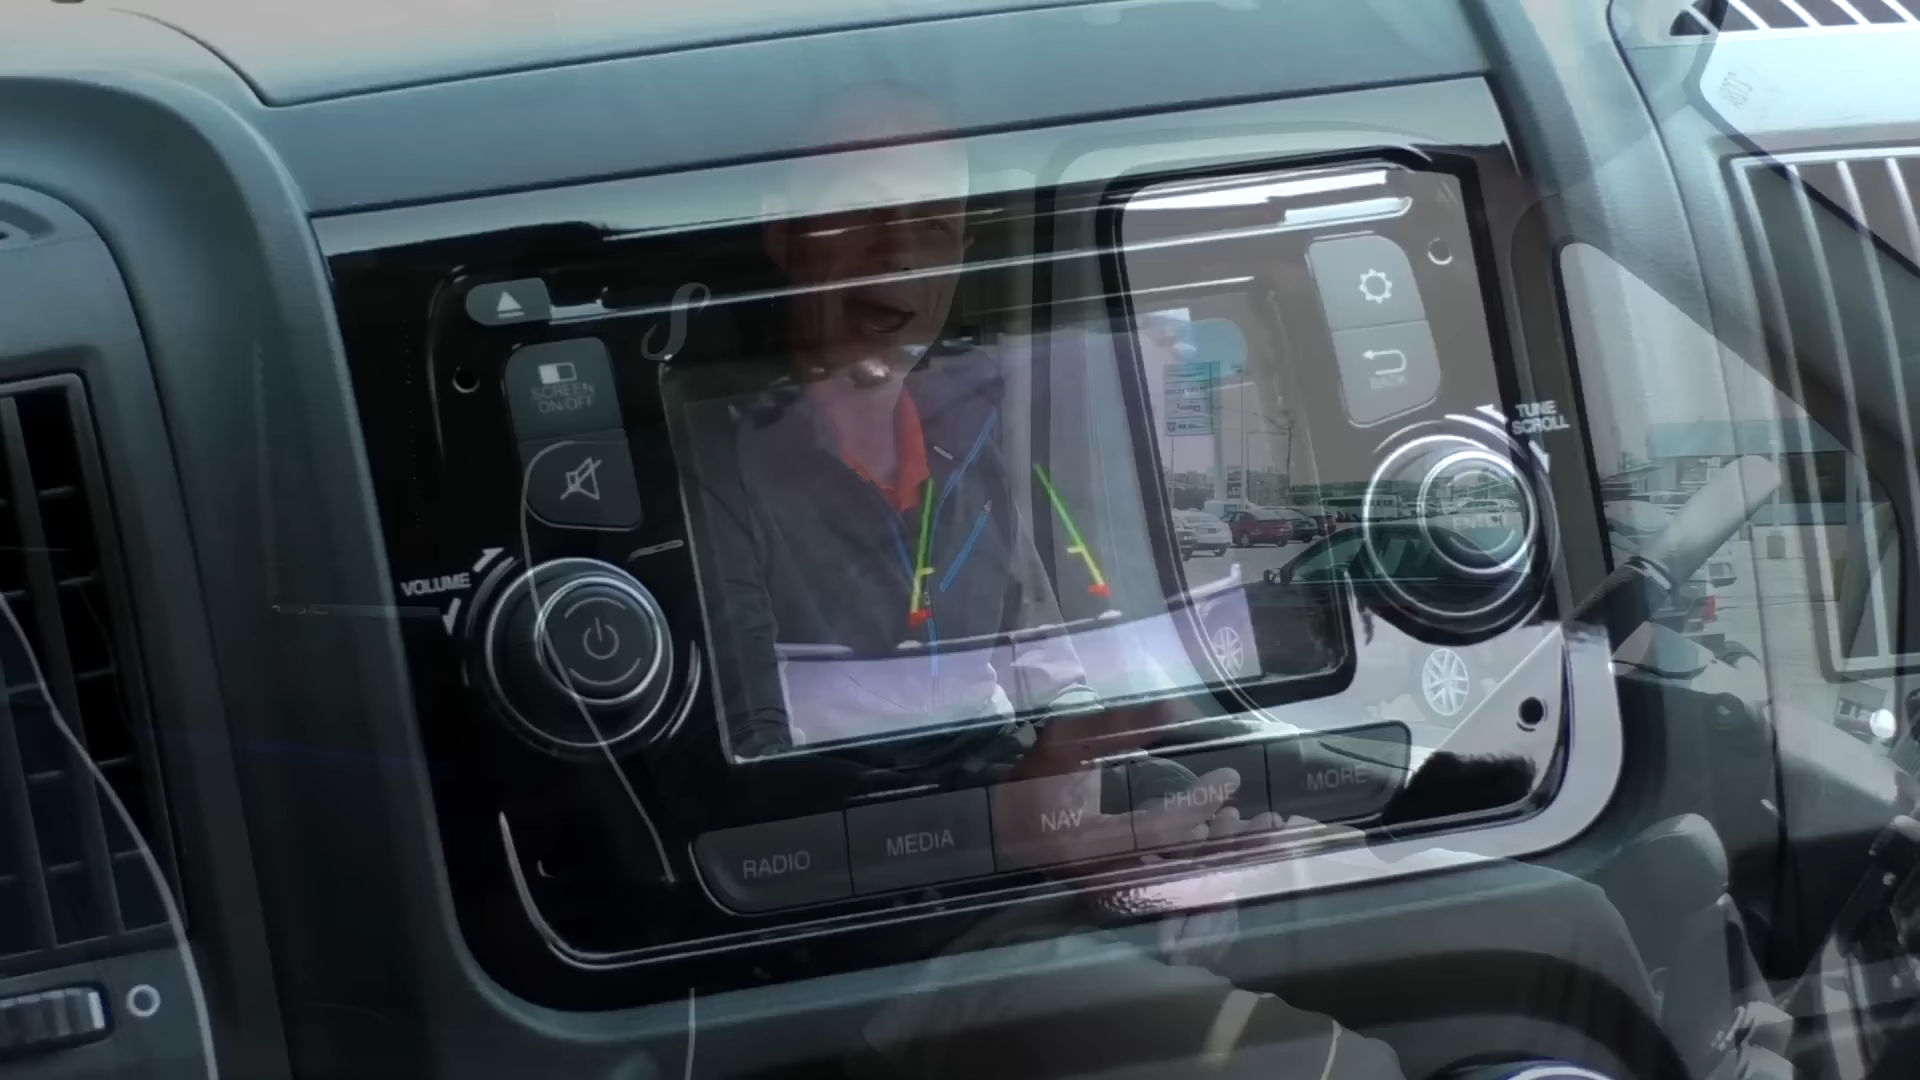 SCREEN
ON/OFF
BACK
TUNE
SCROLL
VOLUME
ENTER
RADIO
MEDIA
NAV
PHONE
MORE